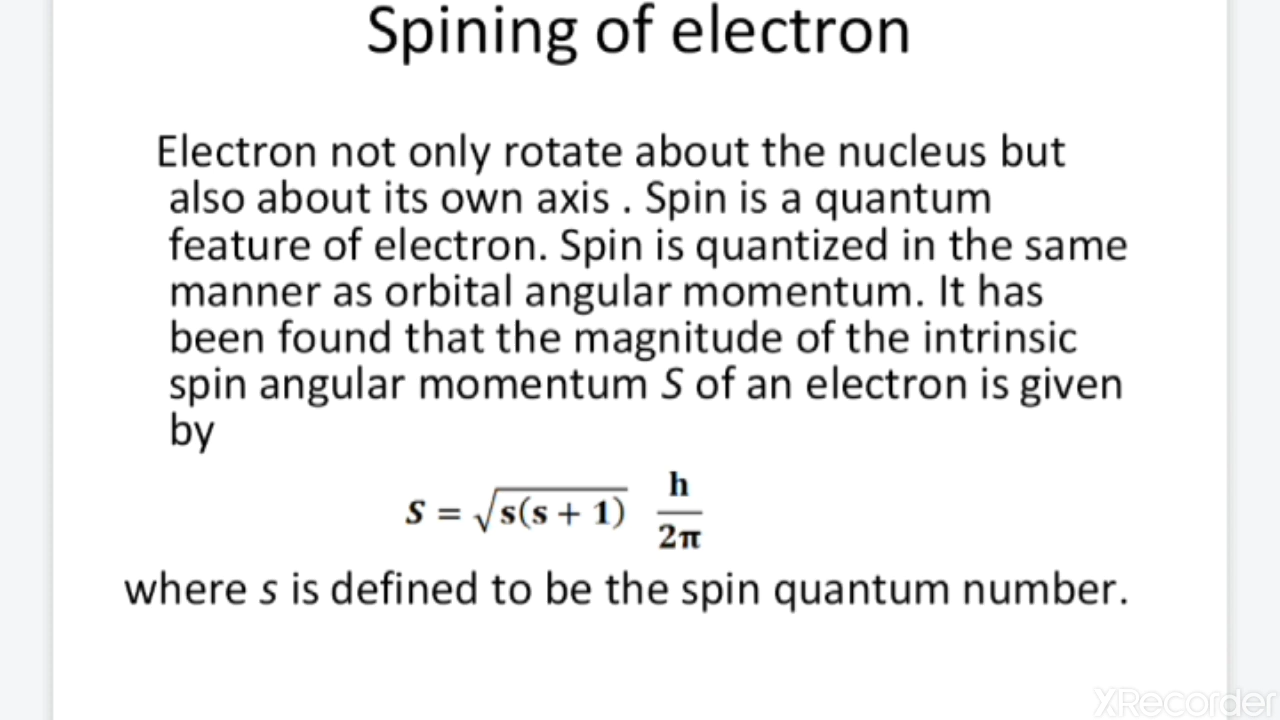 Spining of electron
Electron not only rotate about the nucleus but
also about its own axis . Spin is a quantum
feature of electron. Spin is quantized in the same
manner as orbital angular momentum. It has
been found that the magnitude of the intrinsic
spin angular momentum S of an electron is given
by
S = √s(s + 1) h/2π
where s is defined to be the spin quantum number.
XRecorder